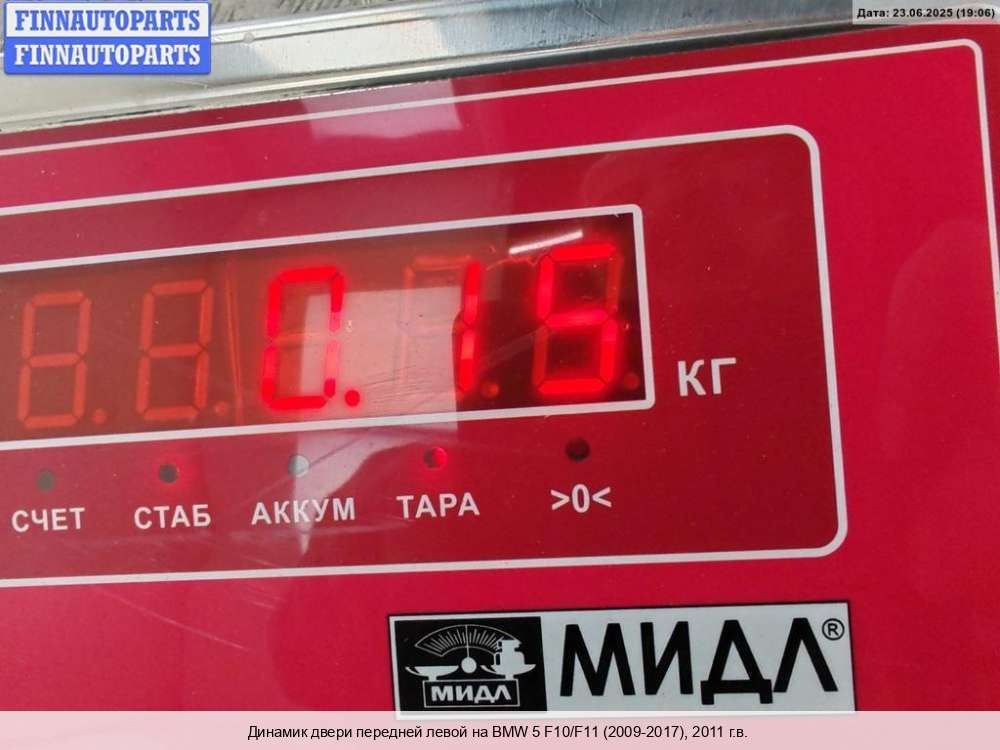 FINNAUTOPARTS
FINNAUTOPARTS
Дата: 23.06.2025 (19:06)
0.15
КГ
СЧЕТ СТАБ АККУМ ТАРА >0<
МИДЛ
МИДЛ®
Динамик двери передней левой на BMW 5 F10/F11 (2009-2017), 2011 г.в.